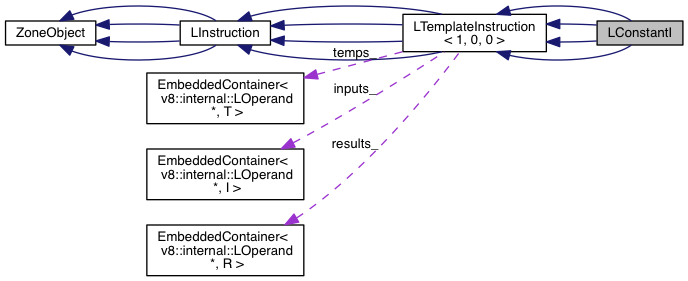 ZoneObject
LInstruction
LTemplateInstruction
< 1, 0, 0 >
LConstantI
temps_
EmbeddedContainer<
v8::internal::LOperand
*, T >
inputs_
EmbeddedContainer<
v8::internal::LOperand
*, I >
results_
EmbeddedContainer<
v8::internal::LOperand
*, R >